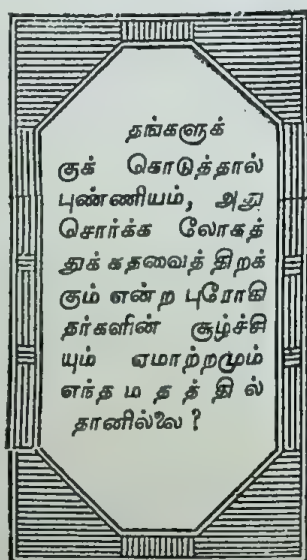 தங்களுக்
குக் கொடுத்தால்
புண்ணியம், அது
சொர்க்க லோகத்
துக் கதவைத் திறக்
கும் என்ற புரோகி
தர்களின் சூழ்ச்சி
யும் ஏமாற்றமும்
எந்த மதத்தில்
தானில்லை?